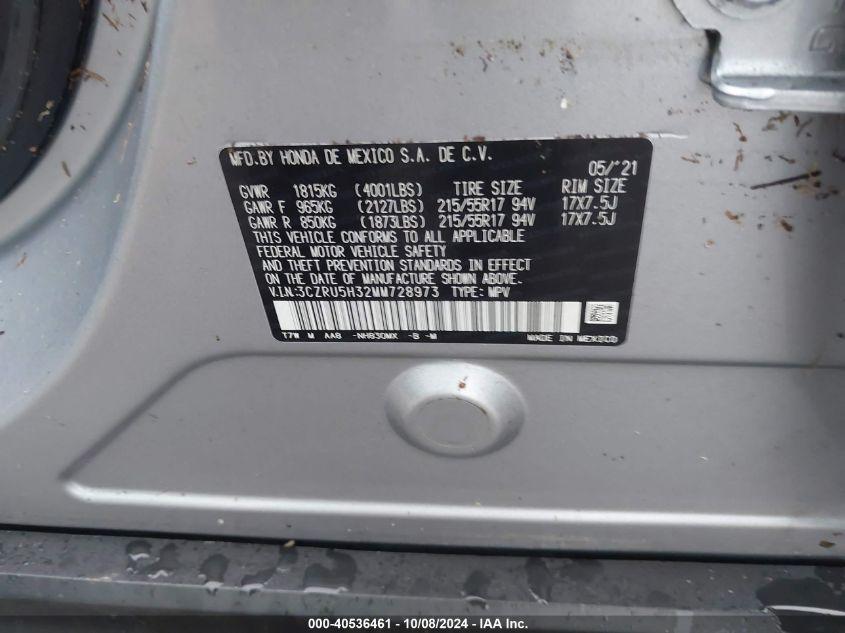 MFD.BY HONDA DE MEXICO S.A. DE C.V.
05/'21
GVWR 1815KG (4001LBS) TIRE SIZE RIM SIZE
GAWR F 965KG (2127LBS) 215/55R17 94V 17X7.5J
GAWR R 850KG (1873LBS) 215/55R17 94V 17X7.5J
THIS VEHICLE CONFORMS TO ALL APPLICABLE
FEDERAL MOTOR VEHICLE SAFETY
AND THEFT PREVENTION STANDARDS IN EFFECT
ON THE DATE OF MANUFACTURE SHOWN ABOVE.
V.I.N:3CZRU5H32MM728973 TYPE: MPV
T7W M AAB -NH830MX -B -M MADE IN MEXICO
000-40536461 - 10/08/2024 - © IAA, Inc.